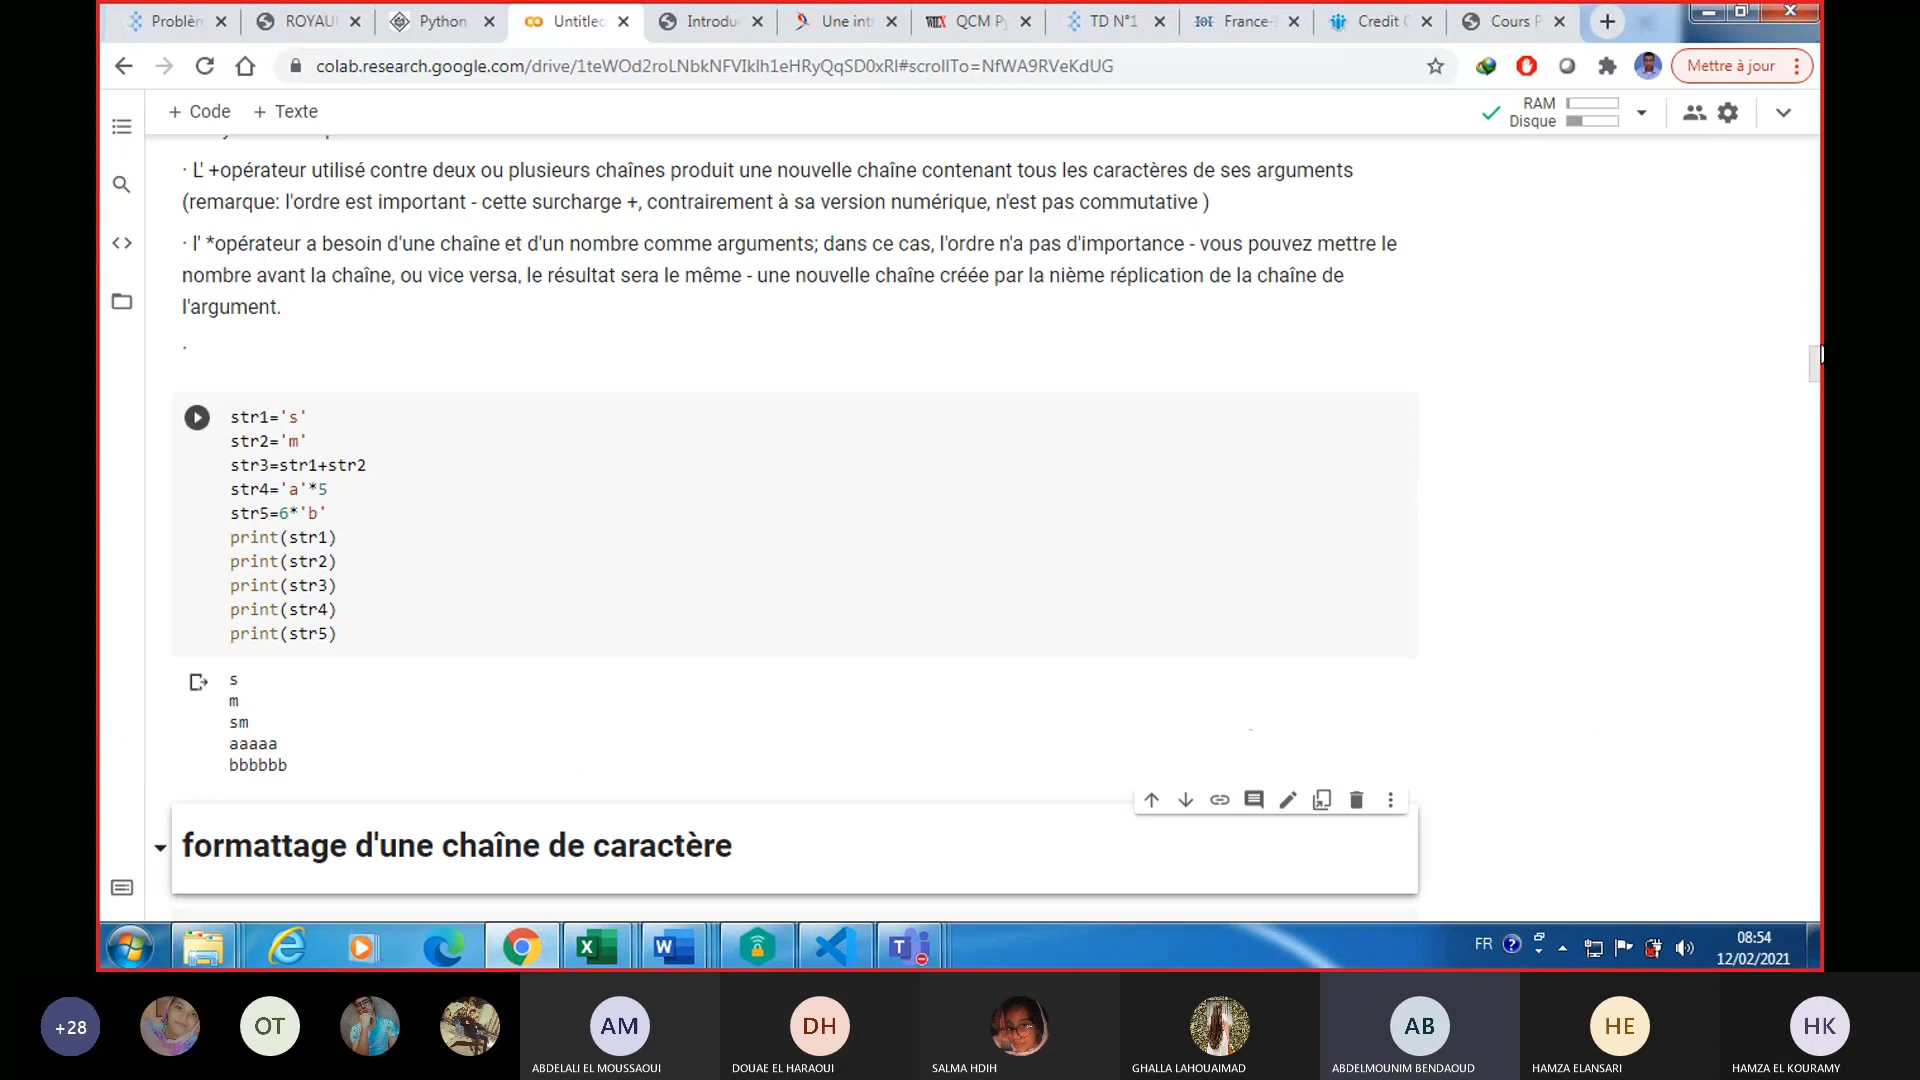 Problèn
ROYAUI
Python
Untitled
Introdu
Une int
QCM Py
TD N°1
France-
Credit
Cours P
colab.research.google.com/drive/1teWOd2roLNbkNFVIklh1eHRyQqSD0xRl#scrollTo=NfWA9RVeKdUG
Mettre à jour
+ Code + Texte
RAM
Disque
· L' +opérateur utilisé contre deux ou plusieurs chaînes produit une nouvelle chaîne contenant tous les caractères de ses arguments
(remarque: l'ordre est important - cette surcharge +, contrairement à sa version numérique, n'est pas commutative )
· l' *opérateur a besoin d'une chaîne et d'un nombre comme arguments; dans ce cas, l'ordre n'a pas d'importance - vous pouvez mettre le
nombre avant la chaîne, ou vice versa, le résultat sera le même - une nouvelle chaîne créée par la nième réplication de la chaîne de
l'argument.
.
str1='s'
str2='m'
str3=str1+str2
str4='a'*5
str5=6*'b'
print(str1)
print(str2)
print(str3)
print(str4)
print(str5)
s
m
sm
aaaaa
bbbbbb
formattage d'une chaîne de caractère
FR
08:54
12/02/2021
+28
OT
AM
DH
AB
HE
HK
ABDELALI EL MOUSSAOUI
DOUAE EL HARAOUI
SALMA HDIH
GHALLA LAHOUAIMAD
ABDELMOUNIM BENDAOUD
HAMZA ELANSARI
HAMZA EL KOURAMY